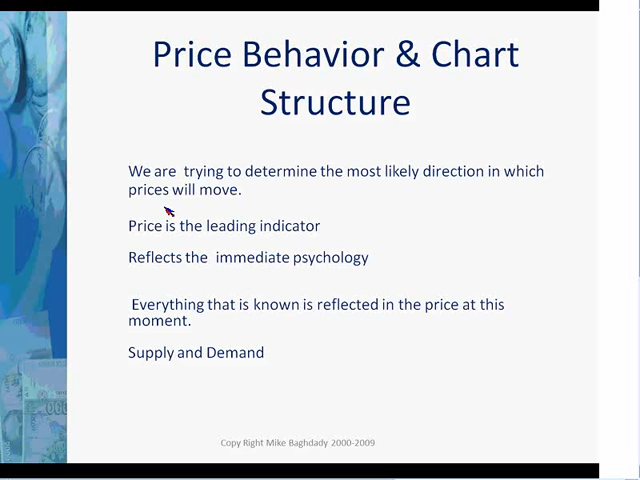 Price Behavior & Chart
Structure
We are trying to determine the most likely direction in which
prices will move.
Price is the leading indicator
Reflects the immediate psychology
Everything that is known is reflected in the price at this
moment.
Supply and Demand
Copy Right Mike Baghdady 2000-2009